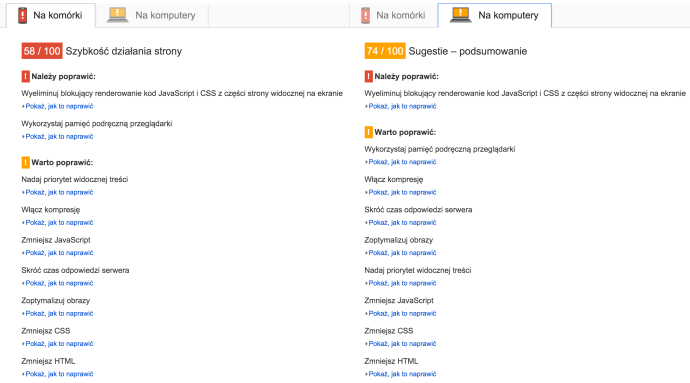 Na komórki
Na komputery
58 / 100 Szybkość działania strony
! Należy poprawić:
Wyeliminuj blokujący renderowanie kod JavaScript i CSS z części strony widocznej na ekranie
Pokaż, jak to naprawić
Wykorzystaj pamięć podręczną przeglądarki
Pokaż, jak to naprawić
! Warto poprawić:
Nadaj priorytet widocznej treści
Pokaż, jak to naprawić
Włącz kompresję
Pokaż, jak to naprawić
Zmniejsz JavaScript
Pokaż, jak to naprawić
Skróć czas odpowiedzi serwera
Pokaż, jak to naprawić
Zoptymalizuj obrazy
Pokaż, jak to naprawić
Zmniejsz CSS
Pokaż, jak to naprawić
Zmniejsz HTML
Pokaż, jak to naprawić
Na komórki
Na komputery
74 / 100 Sugestie – podsumowanie
! Należy poprawić:
Wyeliminuj blokujący renderowanie kod JavaScript i CSS z części strony widocznej na ekranie
Pokaż, jak to naprawić
! Warto poprawić:
Wykorzystaj pamięć podręczną przeglądarki
Pokaż, jak to naprawić
Włącz kompresję
Pokaż, jak to naprawić
Skróć czas odpowiedzi serwera
Pokaż, jak to naprawić
Zoptymalizuj obrazy
Pokaż, jak to naprawić
Nadaj priorytet widocznej treści
Pokaż, jak to naprawić
Zmniejsz JavaScript
Pokaż, jak to naprawić
Zmniejsz CSS
Pokaż, jak to naprawić
Zmniejsz HTML
Pokaż, jak to naprawić